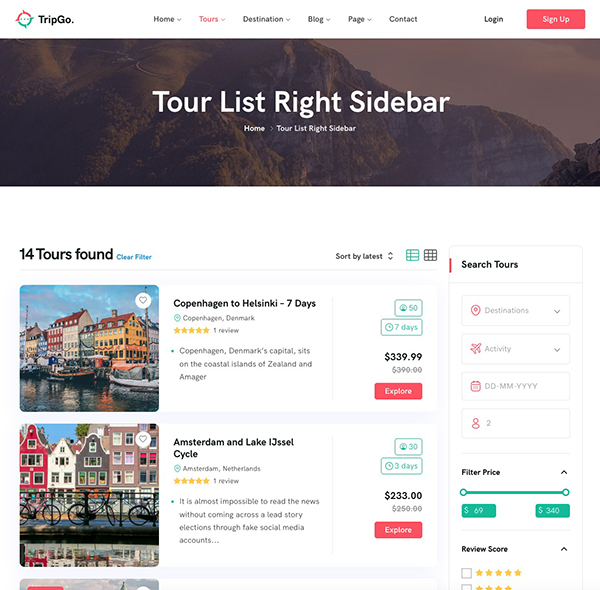 TripGo.
Home
Tours
Destination
Blog
Page
Contact
Login
Sign Up
Tour List Right Sidebar
Home > Tour List Right Sidebar
14 Tours found Clear Filter
Sort by latest
Copenhagen to Helsinki – 7 Days
Copenhagen, Denmark
1 review
Copenhagen, Denmark's capital, sits
on the coastal islands of Zealand and
Amager
50
7 days
$339.99
$390.00
Explore
Amsterdam and Lake IJssel
Cycle
Amsterdam, Netherlands
1 review
It is almost impossible to read the news
without coming across a lead story
elections through fake social media
accounts...
30
3 days
$233.00
$250.00
Explore
Search Tours
Destinations
Activity
DD-MM-YYYY
2
Filter Price
$ 69
$ 340
Review Score